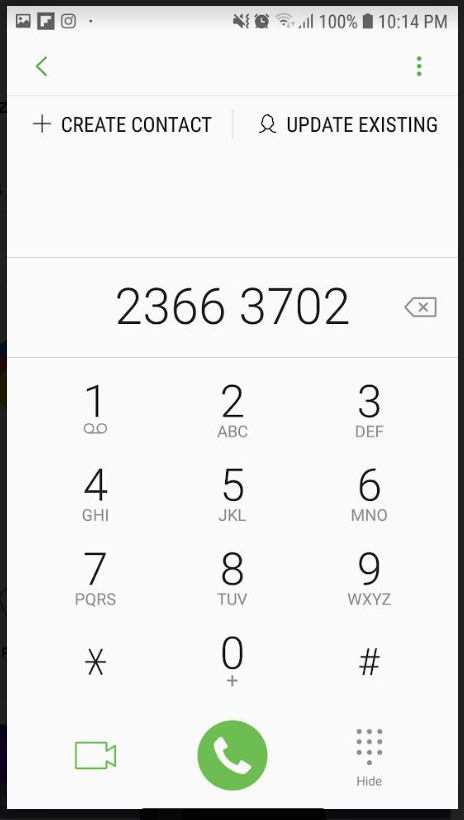 100% 10:14 PM
+ CREATE CONTACT UPDATE EXISTING
2366 3702
1 2 3
ABC DEF
4 5 6
GHI JKL MNO
7 8 9
PQRS TUV WXYZ
* 0 #
+
Hide